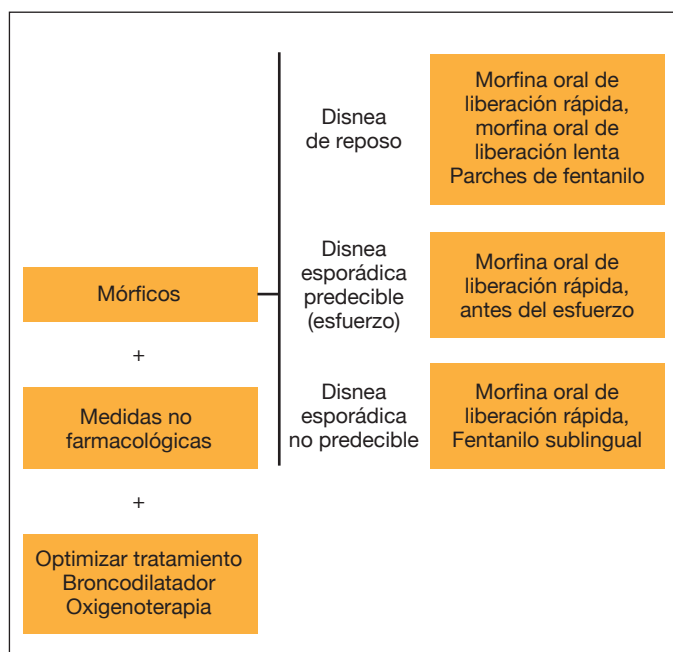 Disnea
de reposo
Morfina oral de
liberación rápida,
morfina oral de
liberación lenta
Parches de fentanilo
Mórficos
Disnea
esporádica
predecible
(esfuerzo)
Morfina oral de
liberación rápida,
antes del esfuerzo
+
Medidas no
farmacológicas
Disnea
esporádica
no predecible
Morfina oral de
liberación rápida,
Fentanilo sublingual
+
Optimizar tratamiento
Broncodilatador
Oxigenoterapia